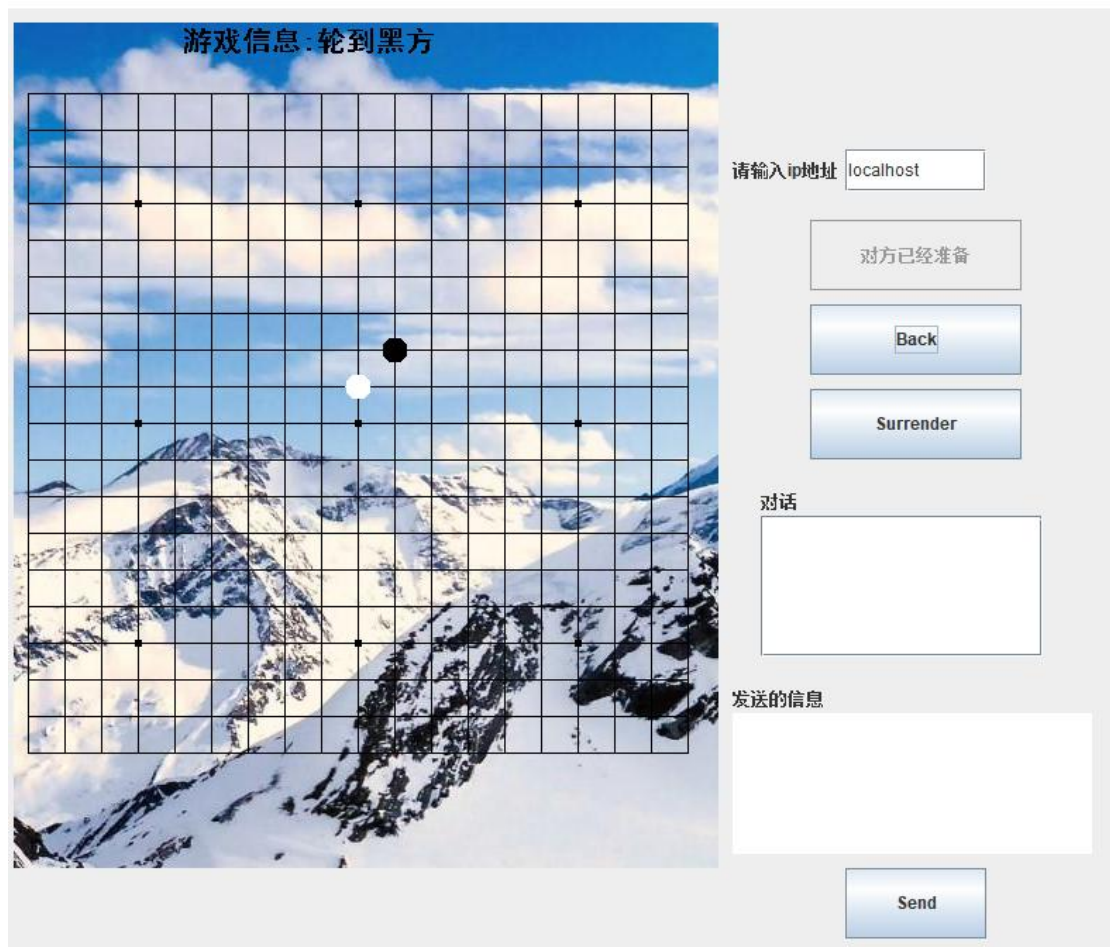 游戏信息:轮到黑方
请输入ip地址 localhost
对方已经准备
Back
Surrender
对话
发送的信息
Send